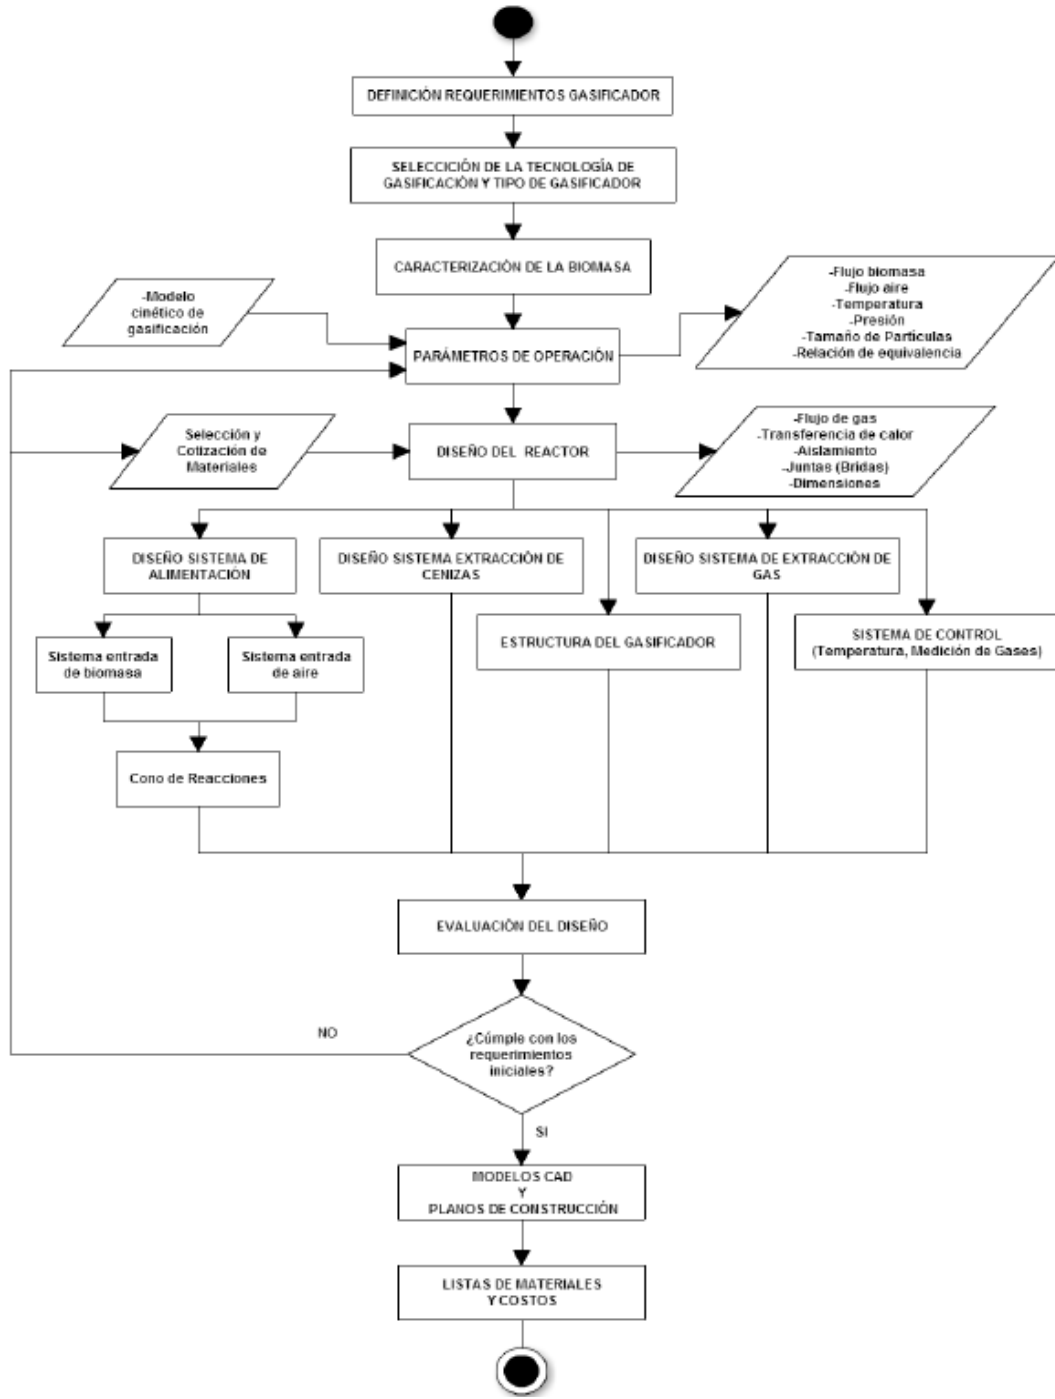 DEFINICIÓN REQUERIMIENTOS GASIFICADOR
SELECCICIÓN DE LA TECNOLOGÍA DE
GASIFICACIÓN Y TIPO DE GASIFICADOR
CARACTERIZACIÓN DE LA BIOMASA
-Modelo
cinético de
gasificación
PARÁMETROS DE OPERACIÓN
-Flujo biomasa
-Flujo aire
-Temperatura
-Presión
-Tamaño de Partículas
-Relación de equivalencia
Selección y
Cotización de
Materiales
DISEÑO DEL REACTOR
-Flujo de gas
-Transferencia de calor
-Aislamiento
-Juntas (Bridas)
-Dimensiones
DISEÑO SISTEMA DE
ALIMENTACIÓN
DISEÑO SISTEMA EXTRACCIÓN DE
CENIZAS
DISEÑO SISTEMA DE EXTRACCIÓN DE
GAS
Sistema entrada
de biomasa
Sistema entrada
de aire
ESTRUCTURA DEL GASIFICADOR
SISTEMA DE CONTROL
(Temperatura, Medición de Gases)
Cono de Reacciones
EVALUACIÓN DEL DISEÑO
¿Cúmple con los
requerimientos
iniciales?
NO
SI
MODELOS CAD
Y
PLANOS DE CONSTRUCCIÓN
LISTAS DE MATERIALES
Y COSTOS